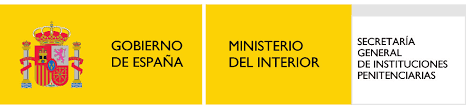 GOBIERNO
DE ESPAÑA
MINISTERIO
DEL INTERIOR
SECRETARÍA
GENERAL
DE INSTITUCIONES
PENITENCIARIAS